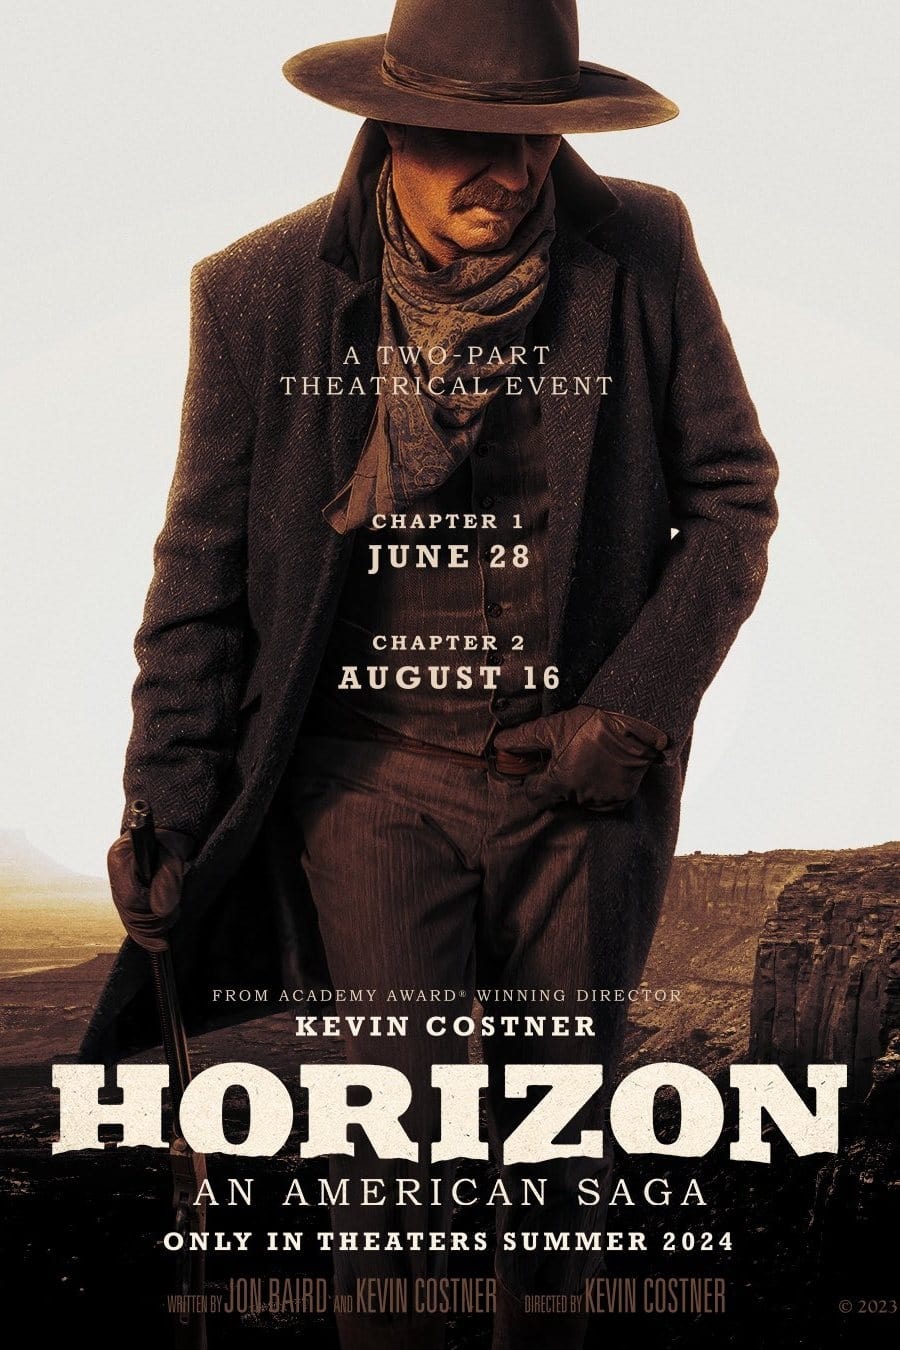 A TWO-PART
THEATRICAL EVENT
CHAPTER 1
JUNE 28
CHAPTER 2
AUGUST 16
FROM ACADEMY AWARD® WINNING DIRECTOR
KEVIN COSTNER
HORIZON
AN AMERICAN SAGA
ONLY IN THEATERS SUMMER 2024
WRITTEN BY JON BAIRD AND KEVIN COSTNER DIRECTED BY KEVIN COSTNER
© 2023